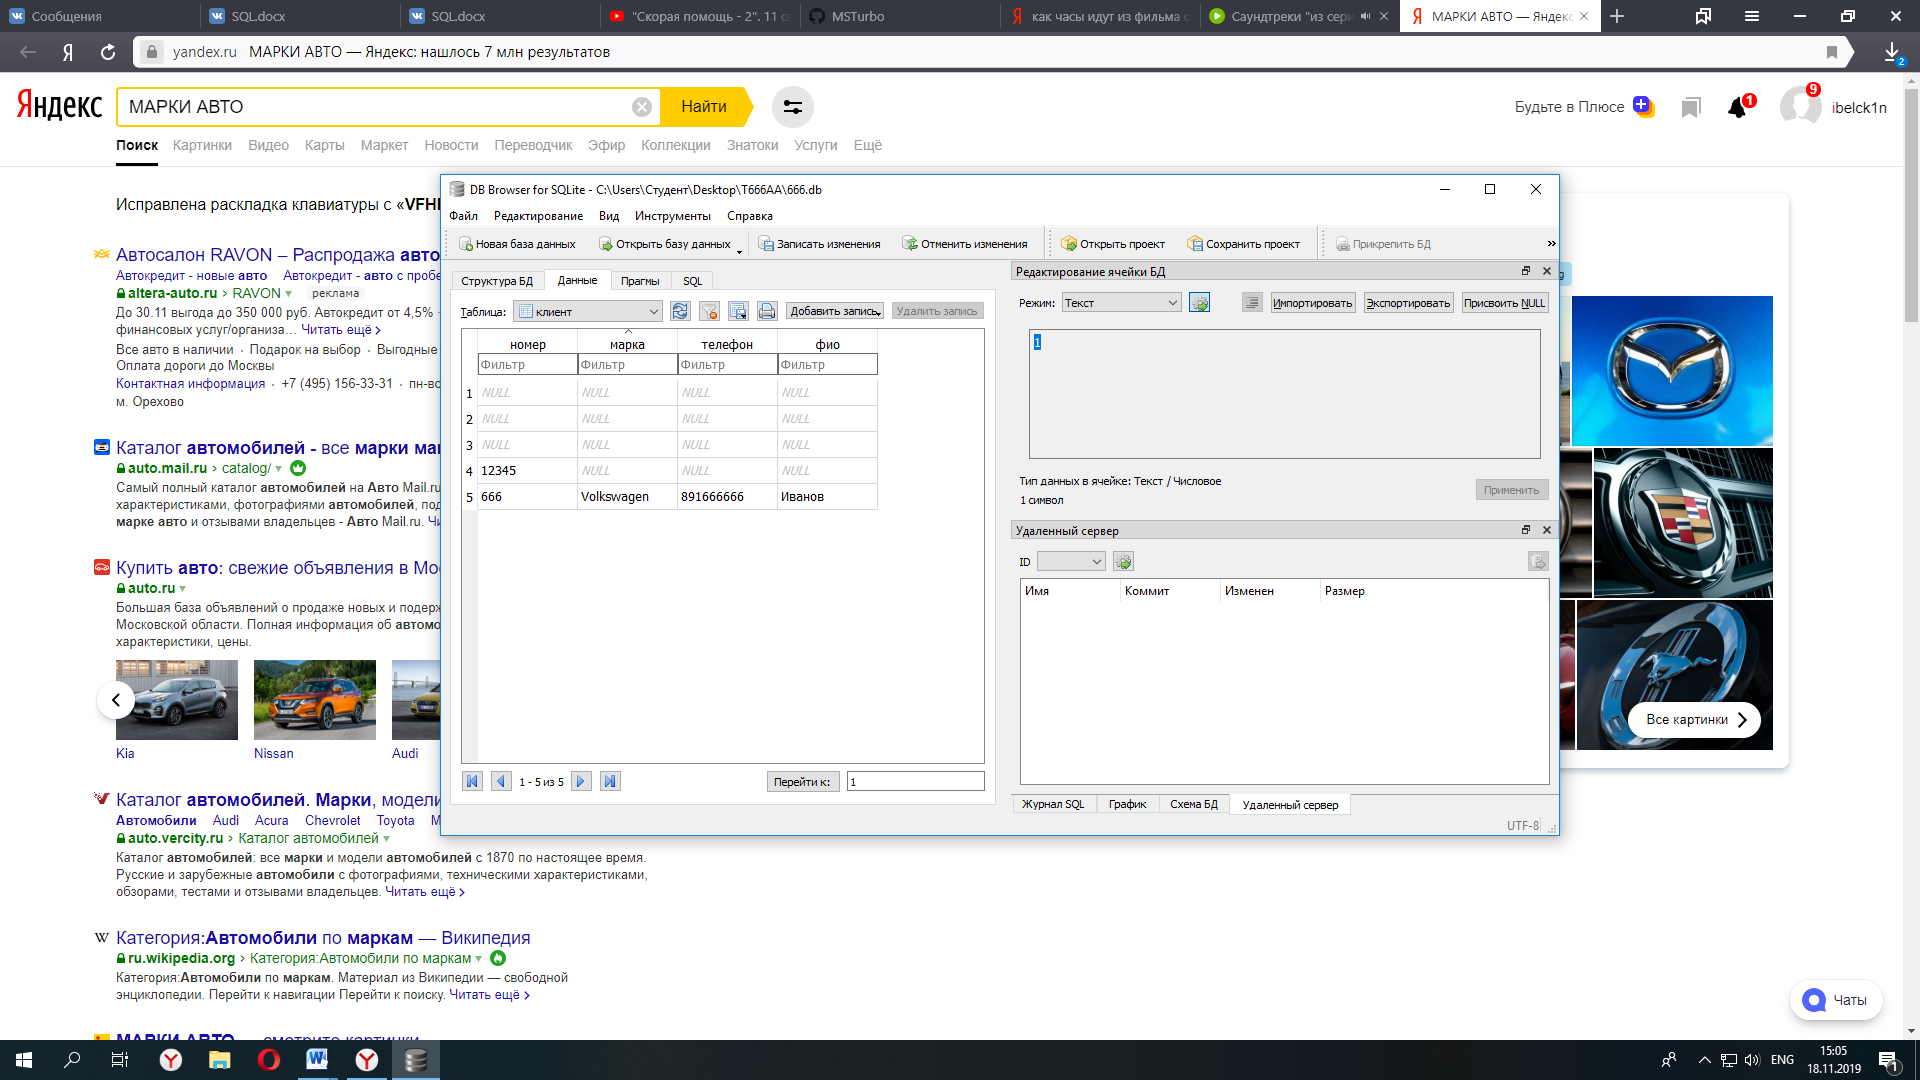 Сообщения
SQL.docx
SQL.docx
"Скорая помощь - 2". 11 се
MSTurbo
как часы идут из фильма с
Саундтреки "из сери
МАРКИ АВТО — Яндекс
yandex.ru МАРКИ АВТО — Яндекс: нашлось 7 млн результатов
2
Яндекс
МАРКИ АВТО
Найти
Будьте в Плюсе
1
9
ibelck1n
Поиск Картинки Видео Карты Маркет Новости Переводчик Эфир Коллекции Знатоки Услуги Ещё
Исправлена раскладка клавиатуры с «VFHI
Автосалон RAVON – Распродажа авто
Автокредит - новые авто Автокредит - авто с пробе
altera-auto.ru › RAVON реклама
До 30.11 выгода до 350 000 руб. Автокредит от 4,5%
финансовых услуг/организа… Читать ещё >
Все авто в наличии · Подарок на выбор · Выгодные
Оплата дороги до Москвы
Контактная информация · +7 (495) 156-33-31 · пн-вс
м. Орехово
Каталог автомобилей - все марки ма
auto.mail.ru › catalog/
Самый полный каталог автомобилей на Авто Mail.ru
характеристиками, фотографиями автомобилей, под
марке авто и отзывами владельцев - Авто Mail.ru. Чи
Купить авто: свежие объявления в Мо
auto.ru
Большая база объявлений о продаже новых и подерж
Московской области. Полная информация об автомо
характеристики, цены.
Kia
Nissan
Audi
Каталог автомобилей. Марки, модели
Автомобили Audi Acura Chevrolet Toyota M
auto.vercity.ru › Каталог автомобилей
Каталог автомобилей: все марки и модели автомобилей с 1870 по настоящее время.
Русские и зарубежные автомобили с фотографиями, техническими характеристиками,
обзорами, тестами и отзывами владельцев. Читать ещё >
Категория:Автомобили по маркам — Википедия
ru.wikipedia.org › Категория:Автомобили по маркам
Категория:Автомобили по маркам. Материал из Википедии — свободной
энциклопедии. Перейти к навигации Перейти к поиску. Читать ещё >
МАРКИ АВТО — смотрите картинки
DB Browser for SQLite - C:\Users\Студент\Desktop\T666AA\666.db
Файл Редактирование Вид Инструменты Справка
Новая база данных Открыть базу данных Записать изменения Отменить изменения Открыть проект Сохранить проект Прикрепить БД »
Структура БД Данные Прагмы SQL
Таблица: клиент Добавить запись Удалить запись
номер марка телефон фио
Фильтр Фильтр Фильтр Фильтр
1 NULL NULL NULL NULL
2 NULL NULL NULL NULL
3 NULL NULL NULL NULL
4 12345 NULL NULL NULL
5 666 Volkswagen 891666666 Иванов
1 - 5 из 5
Перейти к: 1
Редактирование ячейки БД
Режим: Текст Импортировать Экспортировать Присвоить NULL
1
Тип данных в ячейке: Текст / Числовое
1 символ
Применить
Удаленный сервер
ID
Имя Коммит Изменен Размер
Журнал SQL График Схема БД Удаленный сервер
UTF-8
Все картинки
Чаты
ENG
15:05
18.11.2019
1